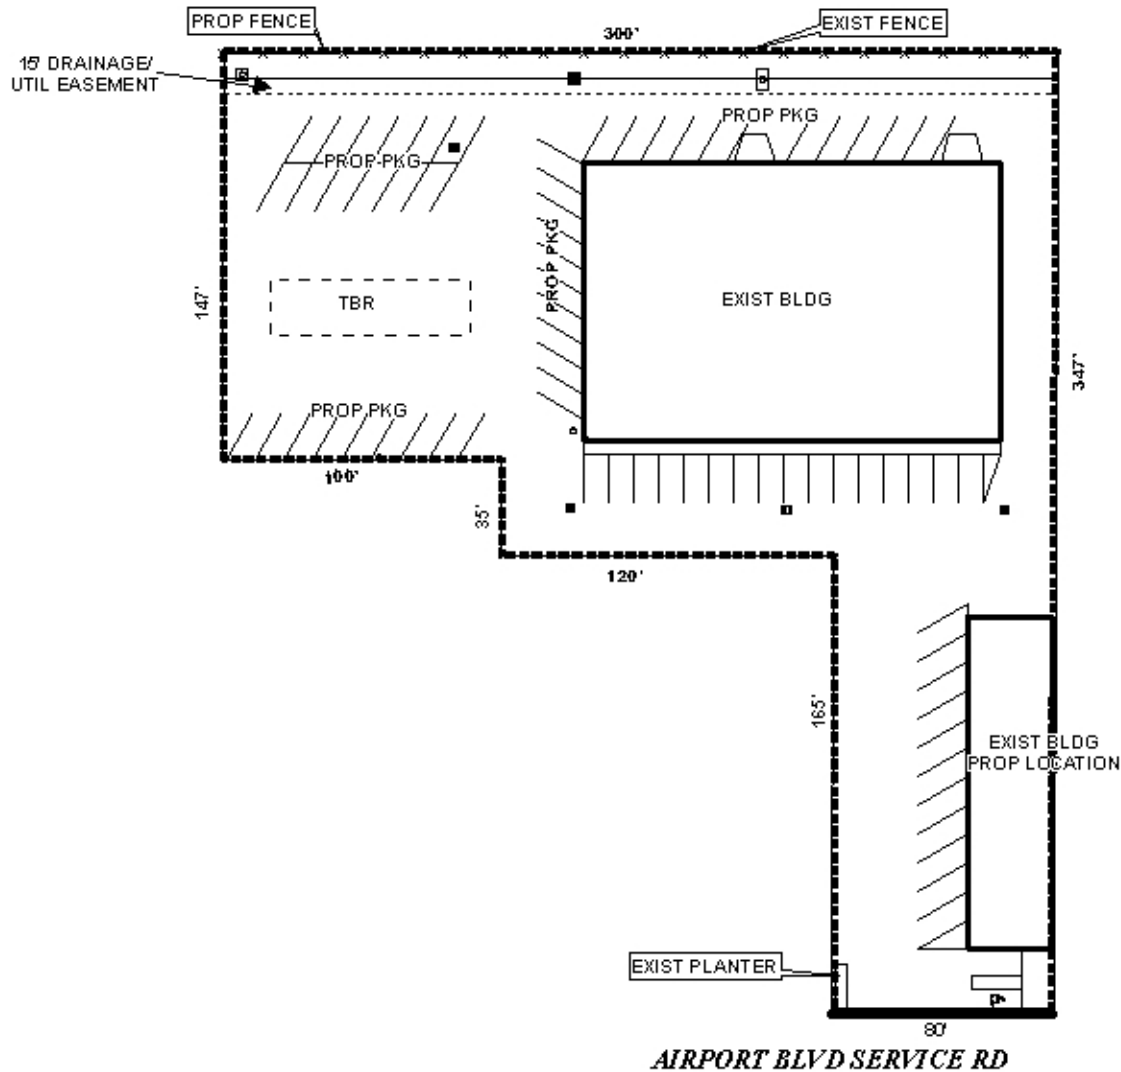 PROP FENCE
300'
EXIST FENCE
15' DRAINAGE/
UTIL EASEMENT
PROP PKG
PROP PKG
PROP PKG
147'
TBR
EXIST BLDG
347'
PROP PKG
100'
35'
120'
165'
EXIST BLDG
PROP LOCATION
EXIST PLANTER
80'
AIRPORT BLVD SERVICE RD